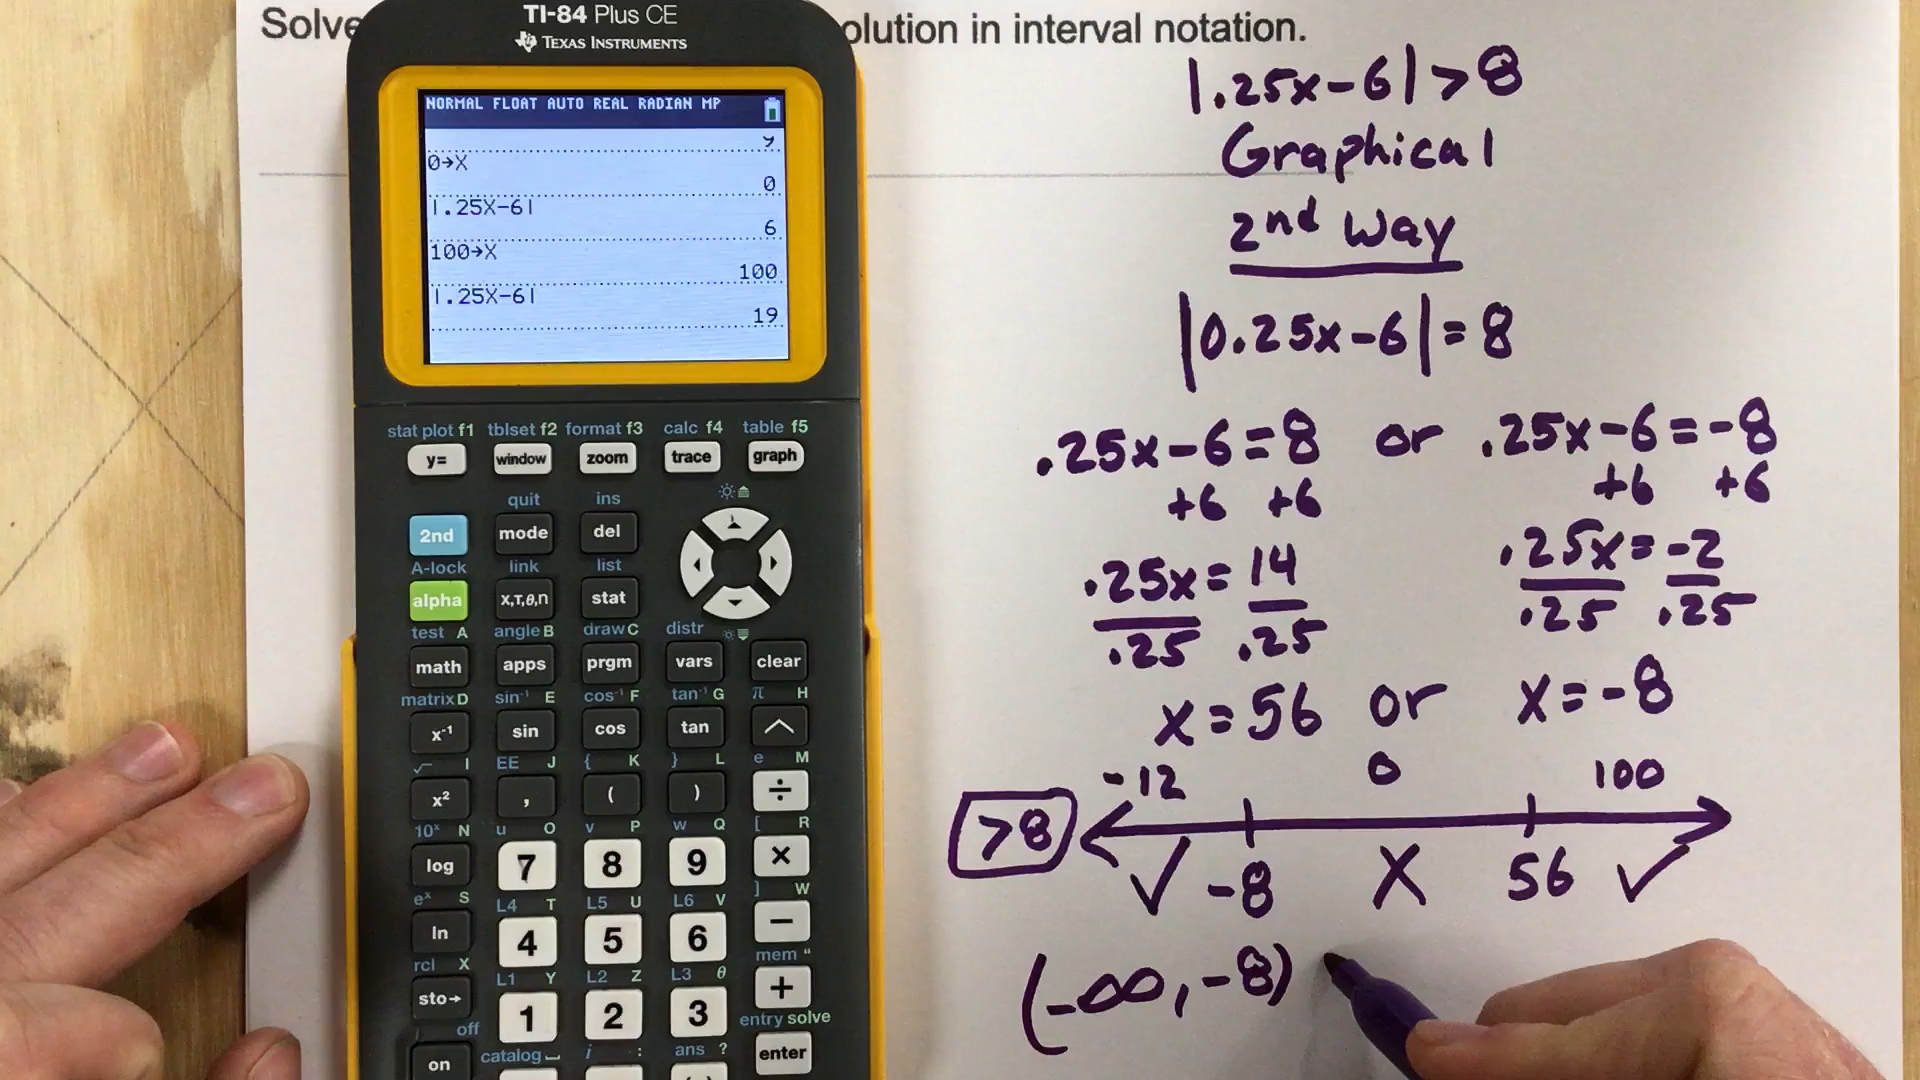 Solve olution in interval notation.
TI-84 Plus CE
TEXAS INSTRUMENTS
NORMAL FLOAT AUTO REAL RADIAN MP
0→X
0
|.25X-6|
6
100→X
100
|.25X-6|
19
stat plot f1 tblset f2 format f3 calc f4 table f5
y= window zoom trace graph
quit ins
2nd mode del
A-lock link list
alpha X,T,θ,n stat
test A angle B draw C distr
math apps prgm vars clear
matrix D sin⁻¹ E cos⁻¹ F tan⁻¹ G π H
x⁻¹ sin cos tan ^
√ I EE J { K } L e M
x² , ( ) ÷
10ˣ N u O v P w Q [ R
log 7 8 9 ×
eˣ S L4 T L5 U L6 V ] W
ln 4 5 6 −
rcl X L1 Y L2 Z L3 θ mem "
sto→ 1 2 3 +
off catalog i : ans ? entry solve
on enter
|.25x-6|>8
Graphical
2nd Way
|0.25x-6|=8
.25x-6=8 or .25x-6=-8
+6 +6 +6 +6
.25x=14 .25x=-2
.25 .25 .25 .25
x=56 or x=-8
-12 0 100
>8
√ -8 X 56 √
(-∞,-8)